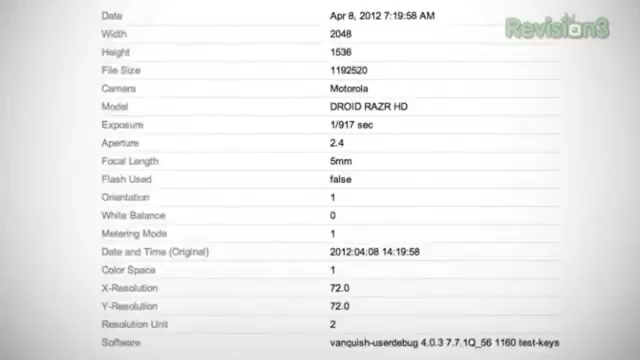 Revision3
Date Apr 8, 2012 7:19:58 AM
Width 2048
Height 1536
File Size 1192520
Camera Motorola
Model DROID RAZR HD
Exposure 1/917 sec
Aperture 2.4
Focal Length 5mm
Flash Used false
Orientation 1
White Balance 0
Metering Mode 1
Date and Time (Original) 2012:04:08 14:19:58
Color Space 1
X-Resolution 72.0
Y-Resolution 72.0
Resolution Unit 2
Software vanquish-userdebug 4.0.3 7.7.1Q_56 1160 test-keys